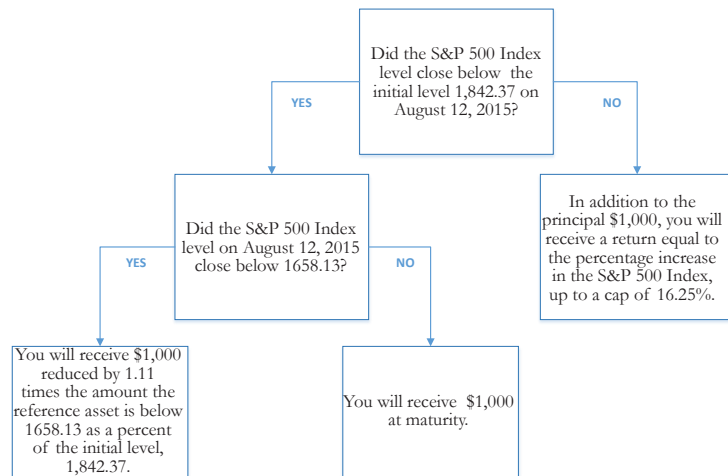 Did the S&P 500 Index
level close below the
initial level 1,842.37 on
August 12, 2015?
YES
NO
Did the S&P 500 Index
level on August 12, 2015
close below 1658.13?
In addition to the
principal $1,000, you will
receive a return equal to
the percentage increase
in the S&P 500 Index,
up to a cap of 16.25%.
YES
NO
You will receive $1,000
reduced by 1.11
times the amount the
reference asset is below
1658.13 as a percent
of the initial level,
1,842.37.
You will receive $1,000
at maturity.